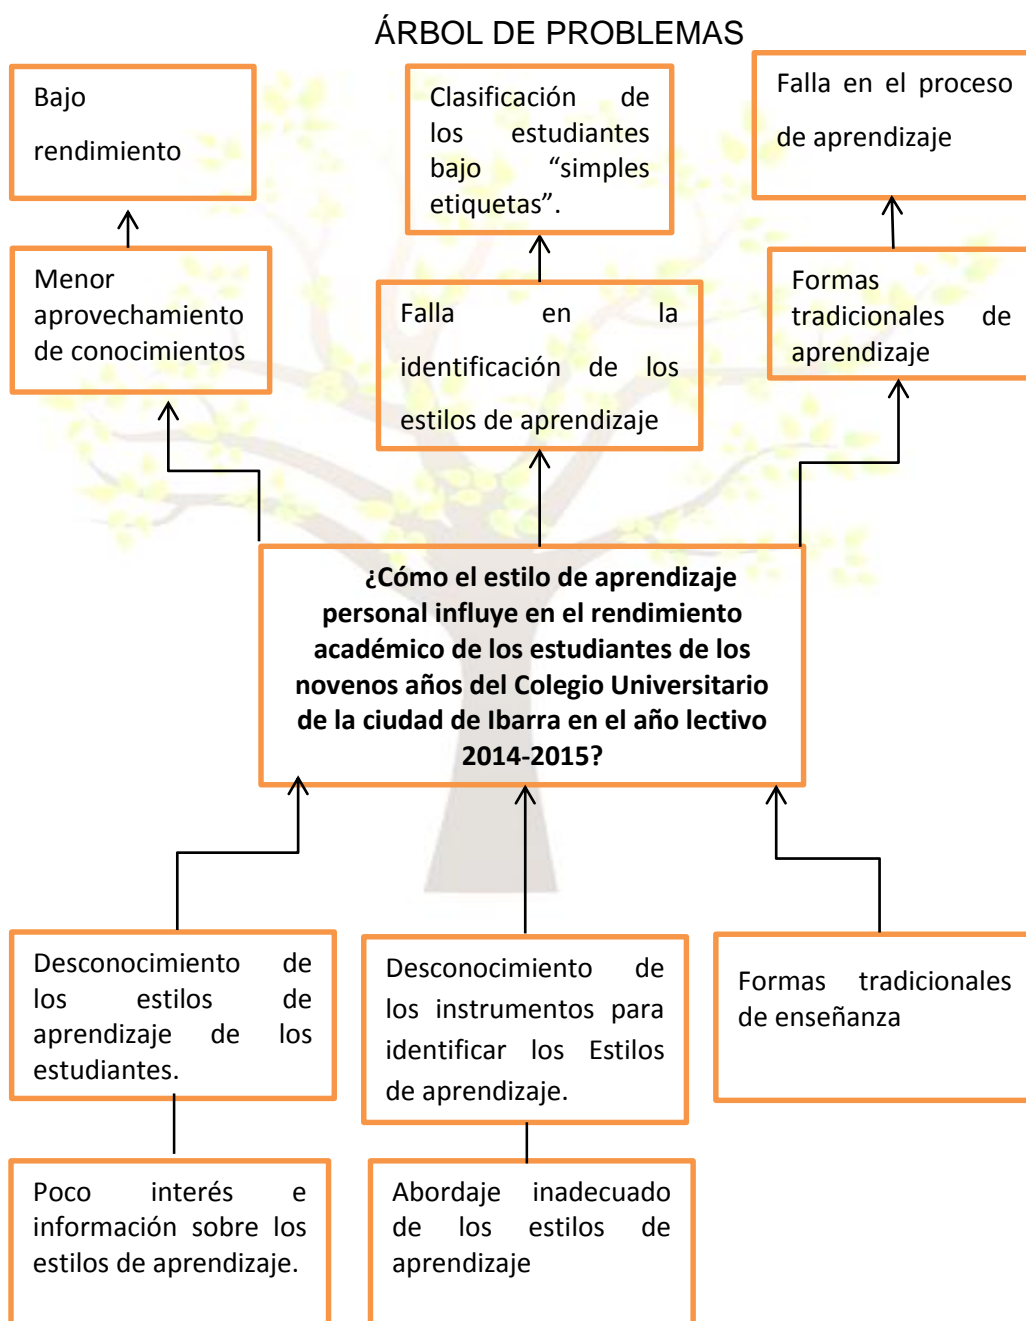 ÁRBOL DE PROBLEMAS
Bajo
rendimiento
Clasificación de
los estudiantes
bajo “simples
etiquetas”.
Falla en el proceso
de aprendizaje
Menor
aprovechamiento
de conocimientos
Falla en la
identificación de los
estilos de aprendizaje
Formas
tradicionales de
aprendizaje
¿Cómo el estilo de aprendizaje
personal influye en el rendimiento
académico de los estudiantes de los
novenos años del Colegio Universitario
de la ciudad de Ibarra en el año lectivo
2014-2015?
Desconocimiento de
los estilos de
aprendizaje de los
estudiantes.
Desconocimiento de
los instrumentos para
identificar los Estilos
de aprendizaje.
Formas tradicionales
de enseñanza
Poco interés e
información sobre los
estilos de aprendizaje.
Abordaje inadecuado
de los estilos de
aprendizaje